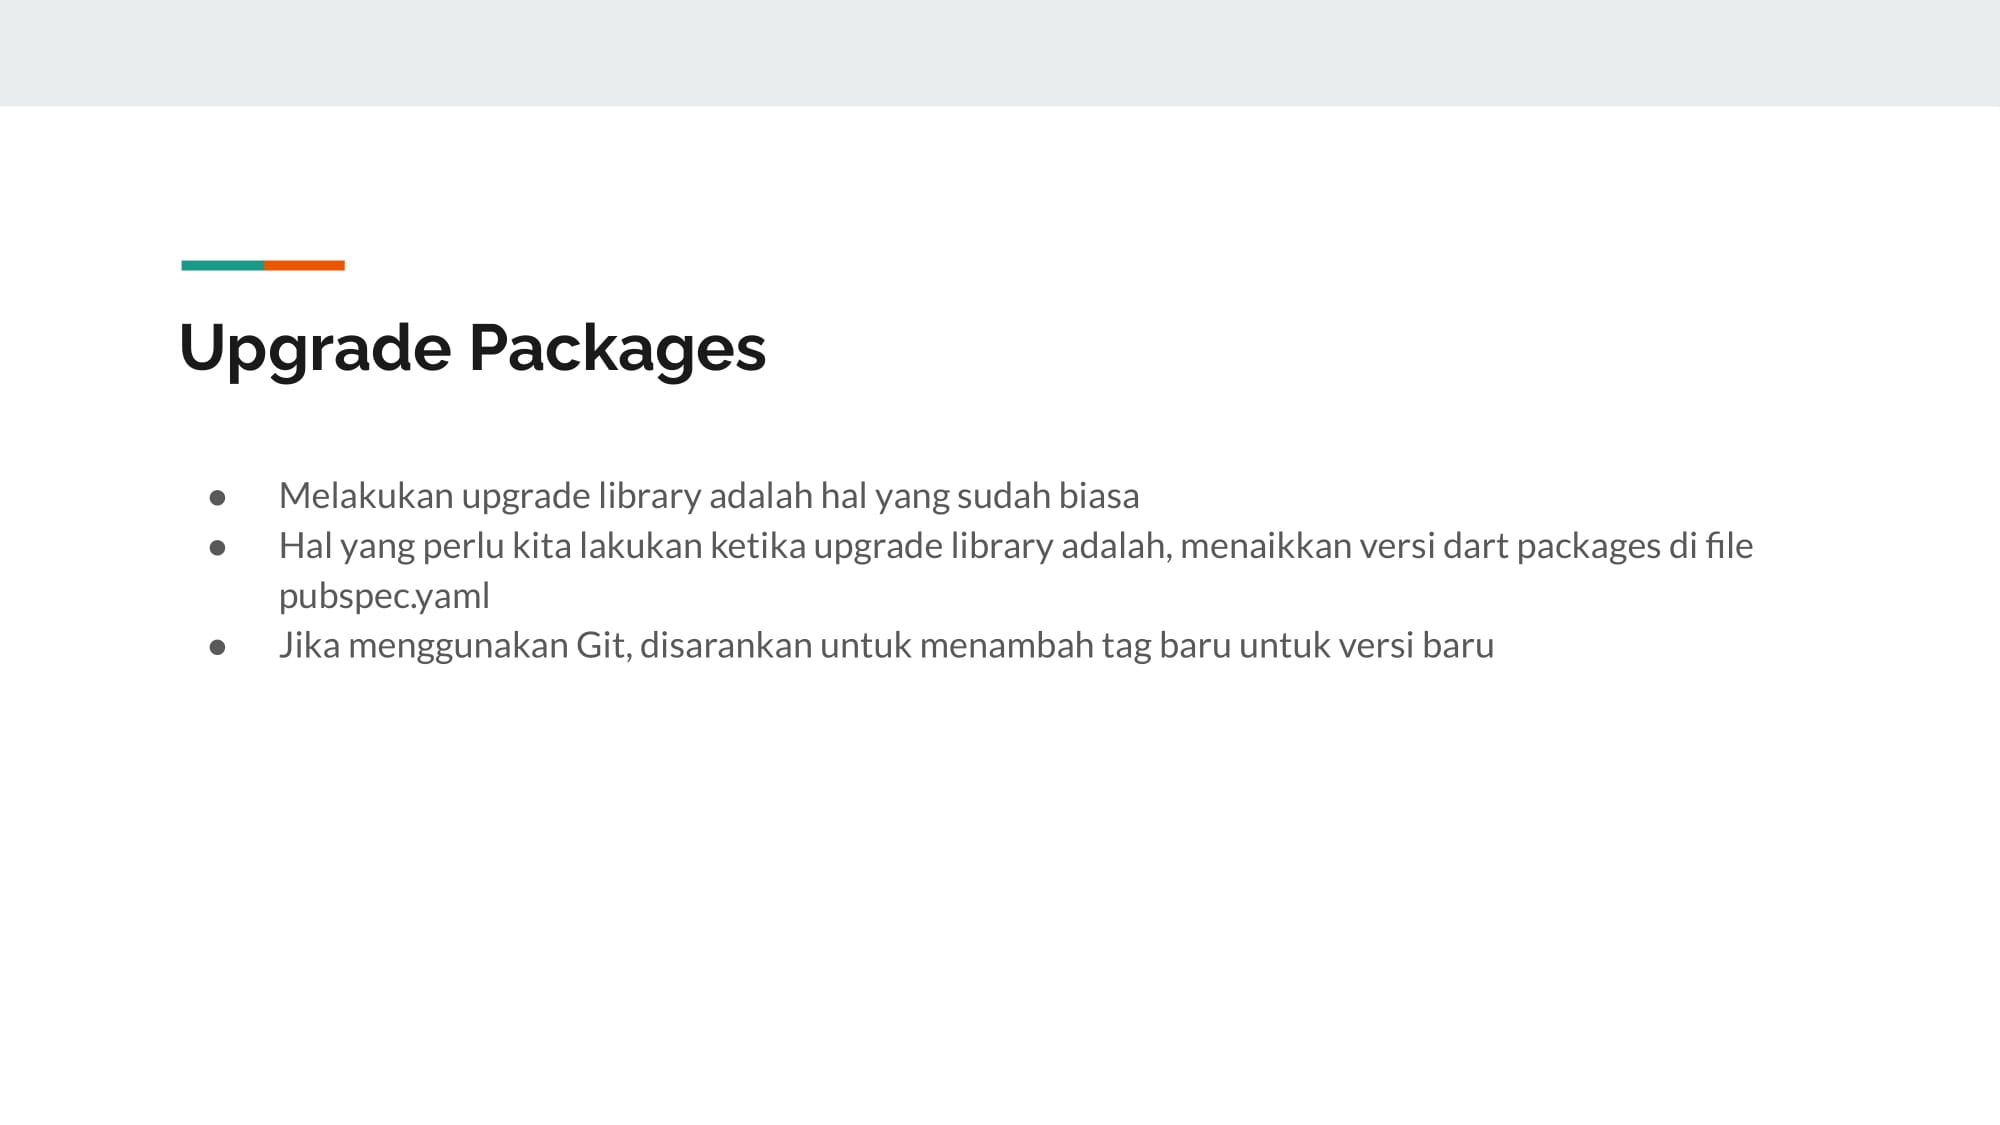 Upgrade Packages
● Melakukan upgrade library adalah hal yang sudah biasa
● Hal yang perlu kita lakukan ketika upgrade library adalah, menaikkan versi dart packages di file
pubspec.yaml
● Jika menggunakan Git, disarankan untuk menambah tag baru untuk versi baru